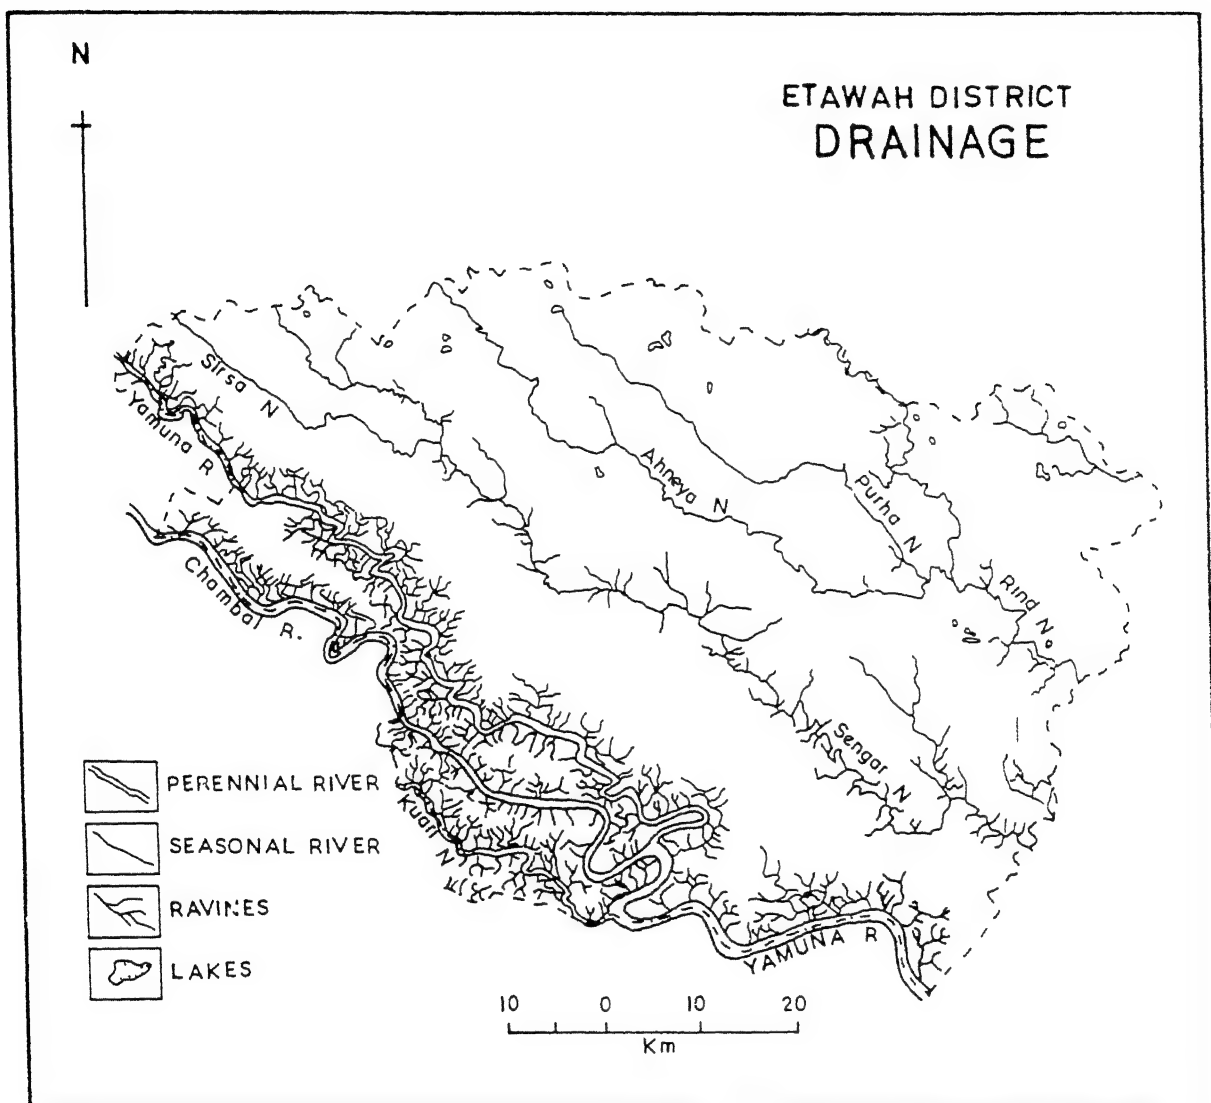 N
ETAWAH DISTRICT
DRAINAGE
Sirsa N
Yamuna R
Ahneya N
Purha N
Chambal R.
Rind N.
Sengar N
Kuari N
YAMUNA R
PERENNIAL RIVER
SEASONAL RIVER
RAVINES
LAKES
10 0 10 20
Km